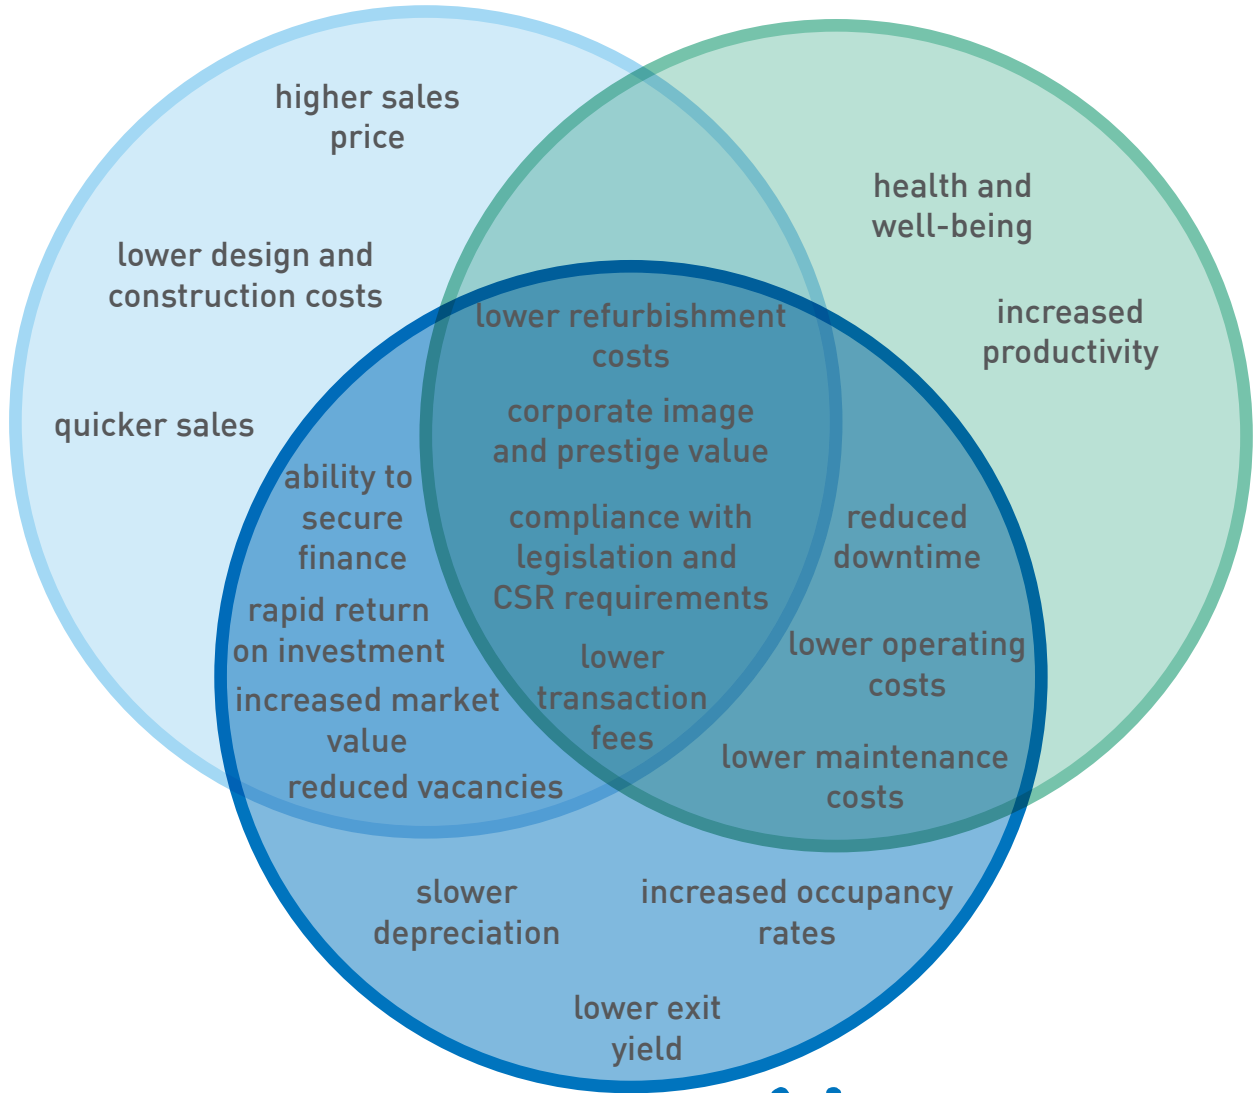 higher sales
price
health and
well-being
lower design and
construction costs
increased
productivity
quicker sales
lower refurbishment
costs
corporate image
and prestige value
compliance with
legislation and
CSR requirements
lower
transaction
fees
ability to
secure
finance
rapid return
on investment
increased market
value
reduced vacancies
reduced
downtime
lower operating
costs
lower maintenance
costs
slower
depreciation
increased occupancy
rates
lower exit
yield